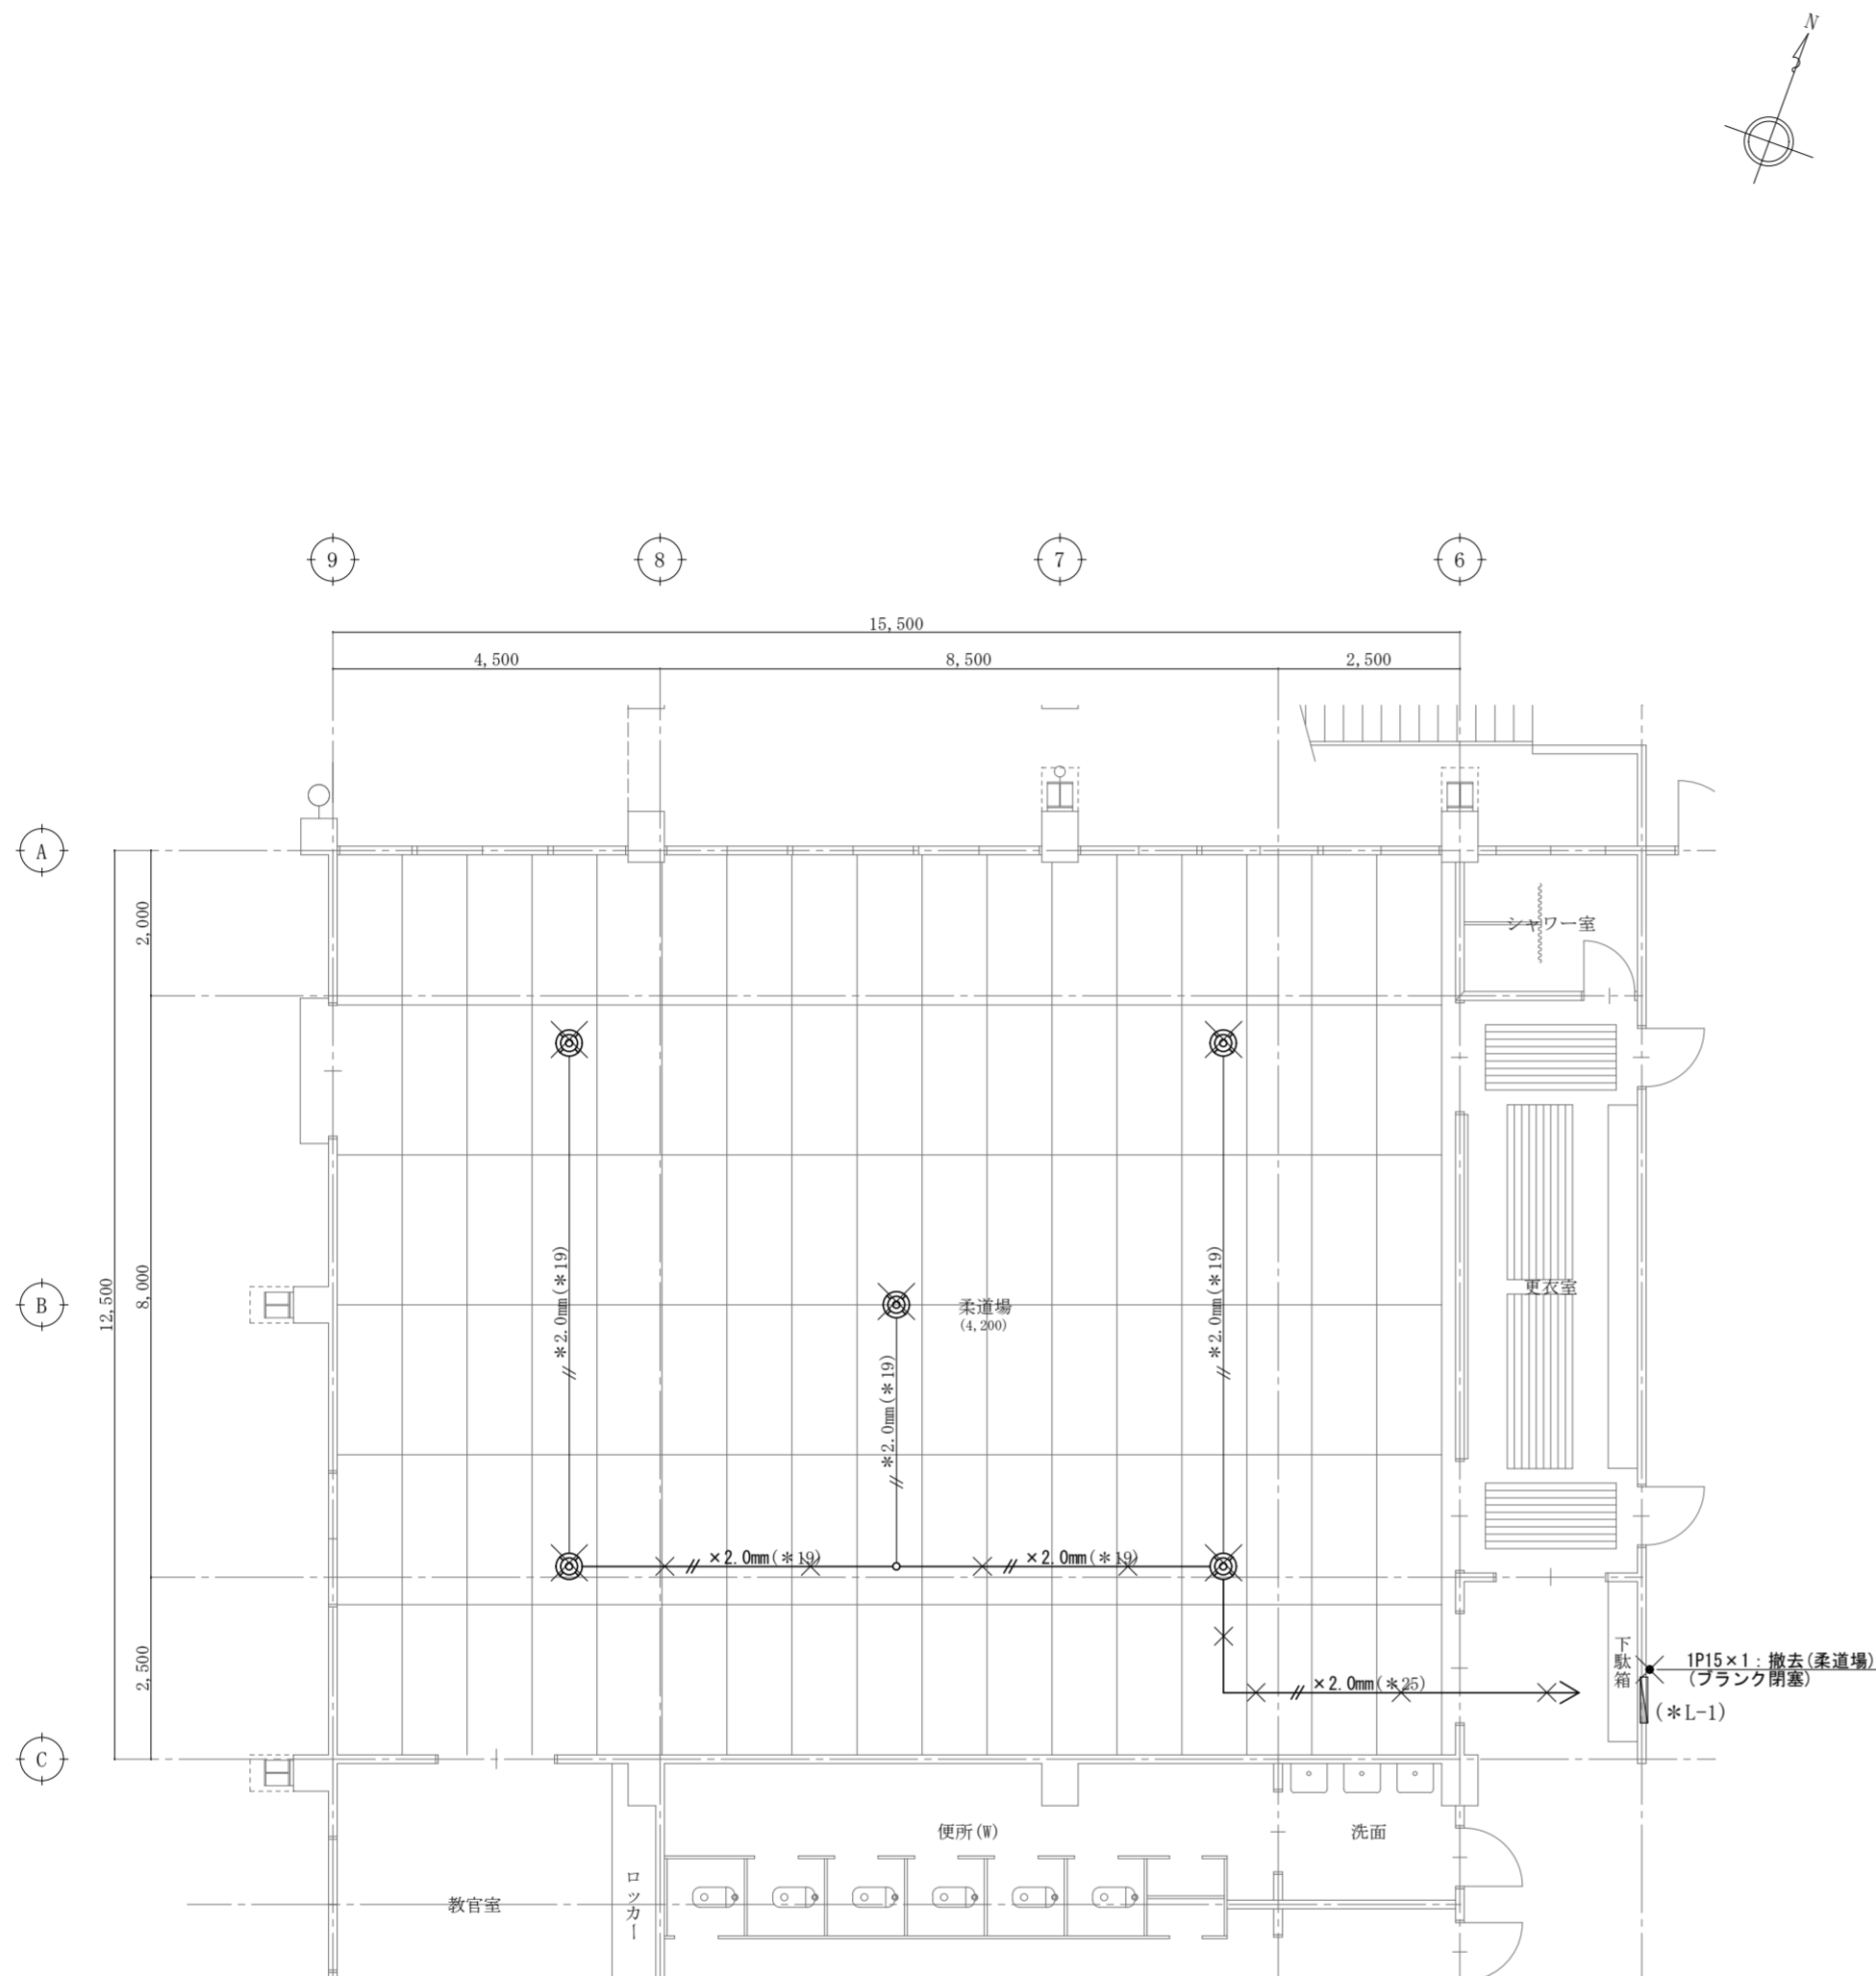 N
9
8
7
6
15,500
4,500
8,500
2,500
A
2,000
シャワー室
*2.0mm(*19)
*2.0mm(*19)
B
12,500
8,000
柔道場
(4,200)
更衣室
*2.0mm(*19)
×2.0mm(*19)
×2.0mm(*19)
2,500
×2.0mm(*25)
下駄箱
1P15×1：撤去(柔道場)
(ブランク閉塞)
(*L-1)
C
便所(W)
洗面
教官室
ロッカー